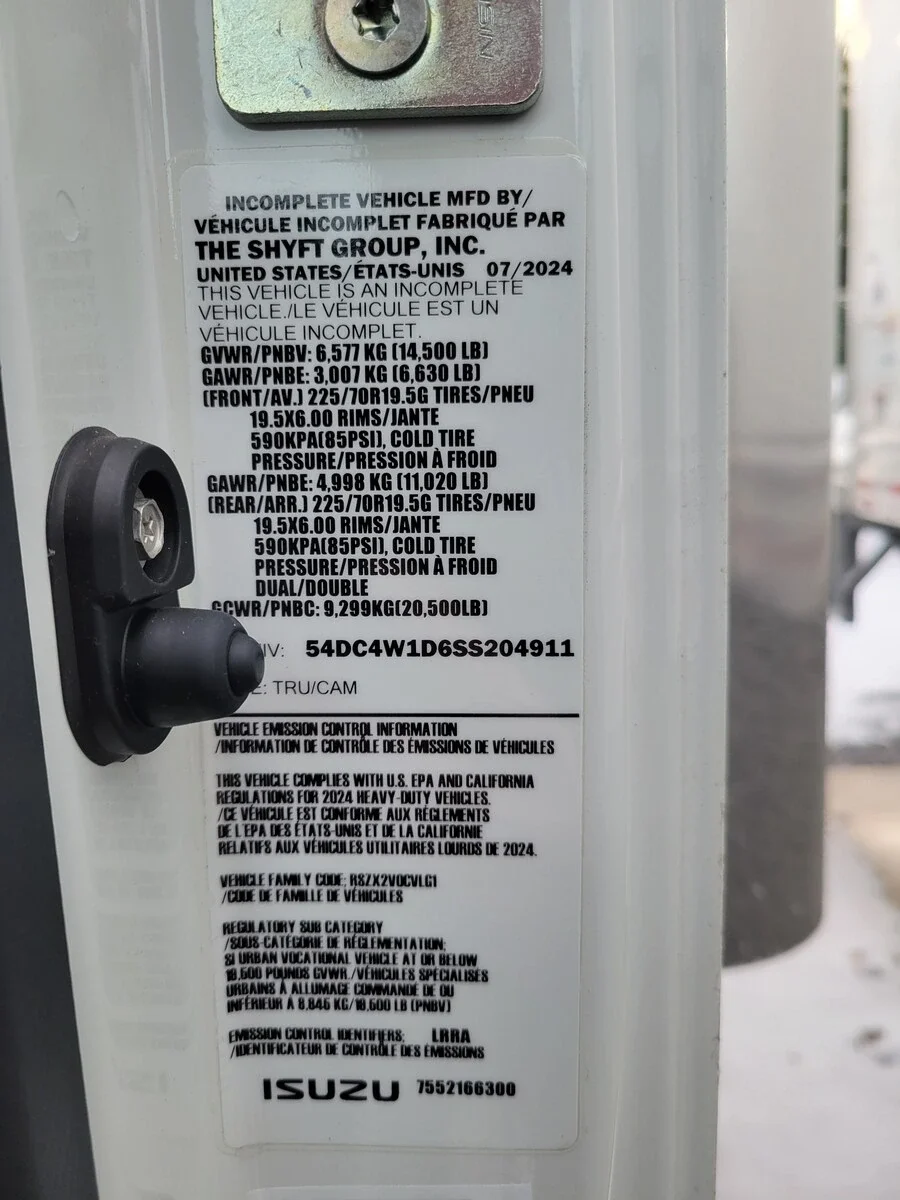 INCOMPLETE VEHICLE MFD BY/
VÉHICULE INCOMPLET FABRIQUÉ PAR
THE SHYFT GROUP, INC.
UNITED STATES/ÉTATS-UNIS 07/2024
THIS VEHICLE IS AN INCOMPLETE
VEHICLE./LE VÉHICULE EST UN
VÉHICULE INCOMPLET.
GVWR/PNBV: 6,577 KG (14,500 LB)
GAWR/PNBE: 3,007 KG (6,630 LB)
(FRONT/AV.) 225/70R19.5G TIRES/PNEU
19.5X6.00 RIMS/JANTE
590KPA(85PSI), COLD TIRE
PRESSURE/PRESSION À FROID
GAWR/PNBE: 4,998 KG (11,020 LB)
(REAR/ARR.) 225/70R19.5G TIRES/PNEU
19.5X6.00 RIMS/JANTE
590KPA(85PSI), COLD TIRE
PRESSURE/PRESSION À FROID
DUAL/DOUBLE
GCWR/PNBC: 9,299KG(20,500LB)
IV: 54DC4W1D6SS204911
E: TRU/CAM
VEHICLE EMISSION CONTROL INFORMATION
/INFORMATION DE CONTRÔLE DES ÉMISSIONS DE VÉHICULES
THIS VEHICLE COMPLIES WITH U.S. EPA AND CALIFORNIA
REGULATIONS FOR 2024 HEAVY-DUTY VEHICLES.
/CE VÉHICULE EST CONFORME AUX RÈGLEMENTS
DE L'EPA DES ÉTATS-UNIS ET DE LA CALIFORNIE
RELATIFS AUX VÉHICULES UTILITAIRES LOURDS DE 2024.
VEHICLE FAMILY CODE: RSZX2VOCVLG1
/CODE DE FAMILLE DE VÉHICULES
REGULATORY SUB CATEGORY
/SOUS-CATÉGORIE DE RÉGLEMENTATION:
SI URBAN VOCATIONAL VEHICLE AT OR BELOW
19,500 POUNDS GVWR./VÉHICULES SPÉCIALISÉS
URBAINS À ALLUMAGE COMMANDÉ DE OU
INFÉRIEUR À 8,845 KG/19,500 LB (PNBV)
EMISSION CONTROL IDENTIFIERS: LRRA
/IDENTIFICATEUR DE CONTRÔLE DES ÉMISSIONS
ISUZU 7552166300